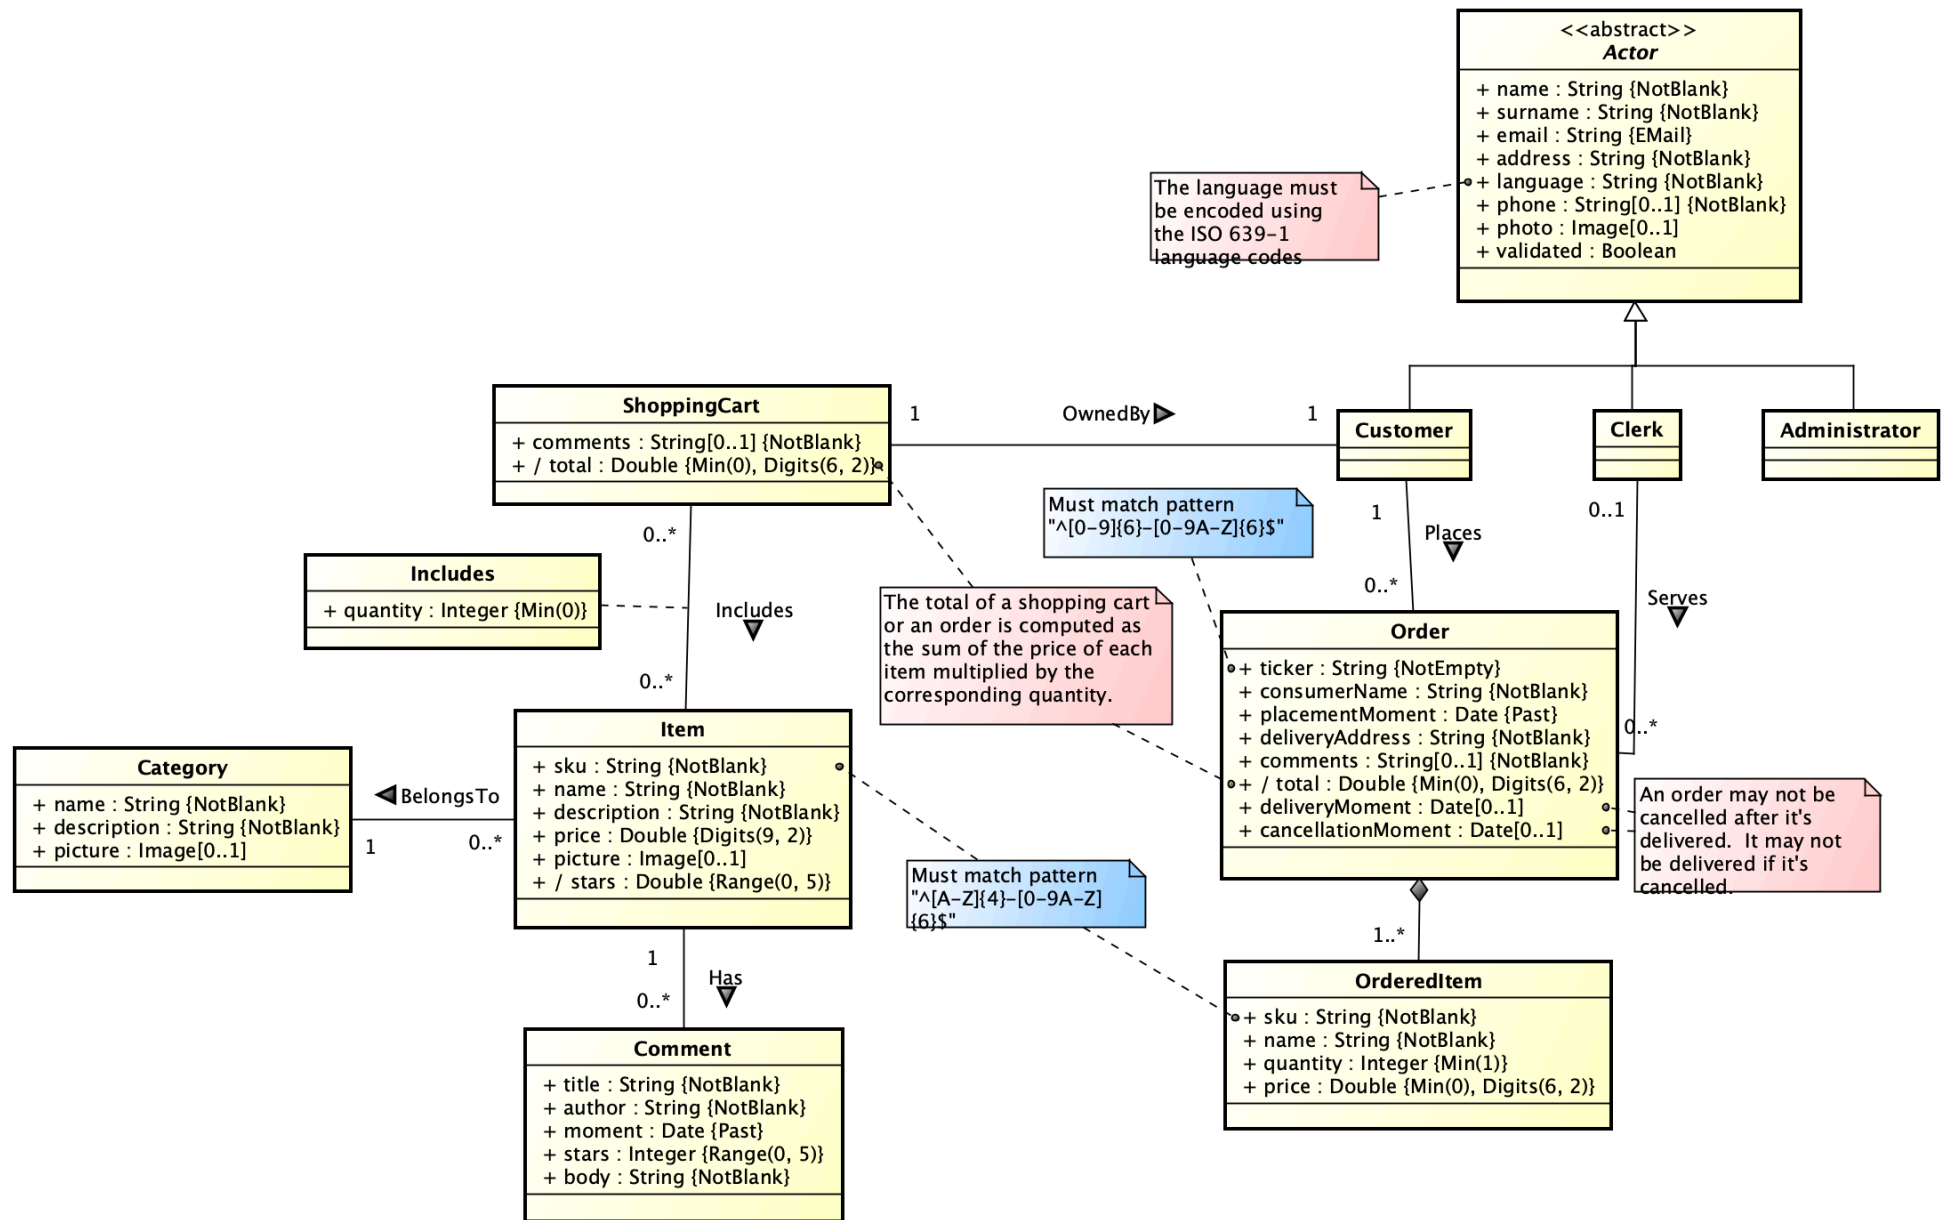 <<abstract>>
Actor
+ name : String {NotBlank}
+ surname : String {NotBlank}
+ email : String {EMail}
+ address : String {NotBlank}
+ language : String {NotBlank}
+ phone : String[0..1] {NotBlank}
+ photo : Image[0..1]
+ validated : Boolean
The language must
be encoded using
the ISO 639-1
language codes
ShoppingCart
+ comments : String[0..1] {NotBlank}
+ / total : Double {Min(0), Digits(6, 2)}
1
OwnedBy
1
Customer
Clerk
Administrator
Must match pattern
"^[0-9]{6}-[0-9A-Z]{6}$"
1
Places
0..*
0..1
Serves
0..*
0..*
Includes
+ quantity : Integer {Min(0)}
Includes
0..*
The total of a shopping cart
or an order is computed as
the sum of the price of each
item multiplied by the
corresponding quantity.
Order
+ ticker : String {NotEmpty}
+ consumerName : String {NotBlank}
+ placementMoment : Date {Past}
+ deliveryAddress : String {NotBlank}
+ comments : String[0..1] {NotBlank}
+ / total : Double {Min(0), Digits(6, 2)}
+ deliveryMoment : Date[0..1]
+ cancellationMoment : Date[0..1]
An order may not be
cancelled after it's
delivered. It may not
be delivered if it's
cancelled.
Item
+ sku : String {NotBlank}
+ name : String {NotBlank}
+ description : String {NotBlank}
+ price : Double {Digits(9, 2)}
+ picture : Image[0..1]
+ / stars : Double {Range(0, 5)}
Category
+ name : String {NotBlank}
+ description : String {NotBlank}
+ picture : Image[0..1]
BelongsTo
1
0..*
Must match pattern
"^[A-Z]{4}-[0-9A-Z]
{6}$"
1..*
OrderedItem
+ sku : String {NotBlank}
+ name : String {NotBlank}
+ quantity : Integer {Min(1)}
+ price : Double {Min(0), Digits(6, 2)}
1
Has
0..*
Comment
+ title : String {NotBlank}
+ author : String {NotBlank}
+ moment : Date {Past}
+ stars : Integer {Range(0, 5)}
+ body : String {NotBlank}